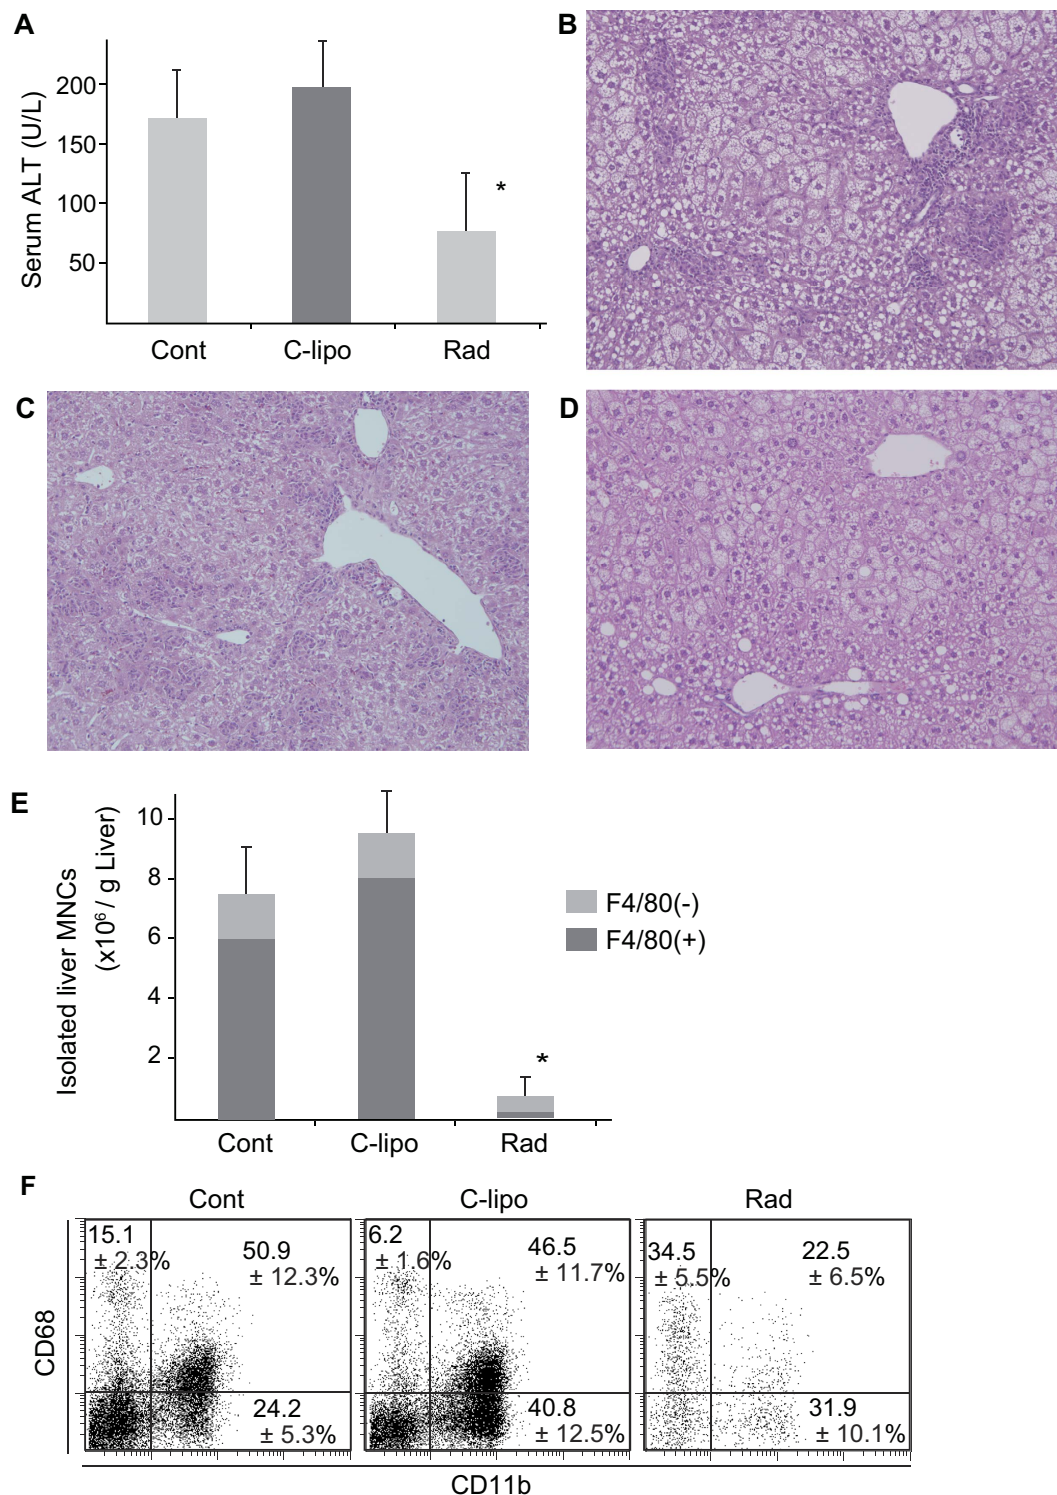 A
Serum ALT (U/L)
200
150
100
50
*
Cont
C-lipo
Rad
B
C
D
E
Isolated liver MNCs
(x10⁶ / g Liver)
10
8
6
4
2
*
Cont
C-lipo
Rad
F4/80(-)
F4/80(+)
F
Cont
C-lipo
Rad
CD68
15.1
± 2.3%
50.9
± 12.3%
24.2
± 5.3%
6.2
± 1.6%
46.5
± 11.7%
40.8
± 12.5%
34.5
± 5.5%
22.5
± 6.5%
31.9
± 10.1%
CD11b